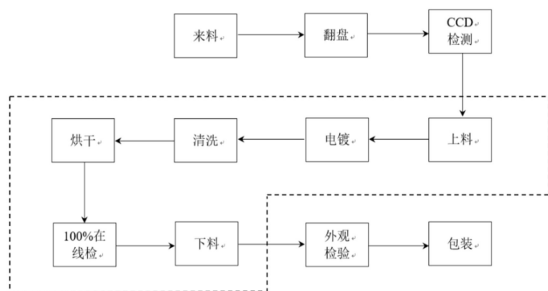 来料
翻盘
CCD
检测
上料
电镀
清洗
烘干
100%在
线检
下料
外观
检验
包装